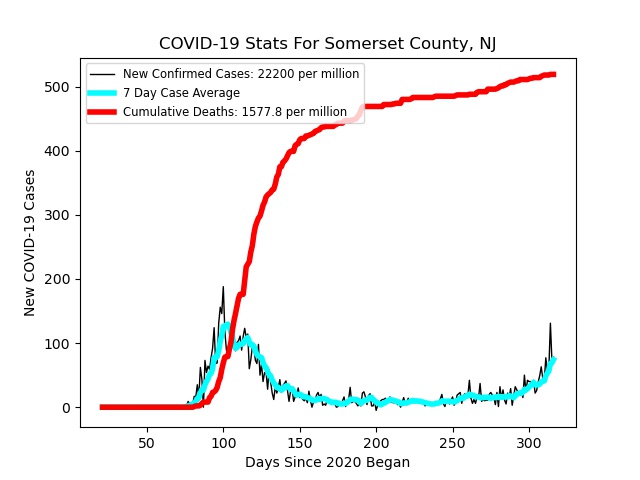 COVID-19 Stats For Somerset County, NJ
New Confirmed Cases: 22200 per million
7 Day Case Average
Cumulative Deaths: 1577.8 per million
New COVID-19 Cases
500
400
300
200
100
0
50 100 150 200 250 300
Days Since 2020 Began